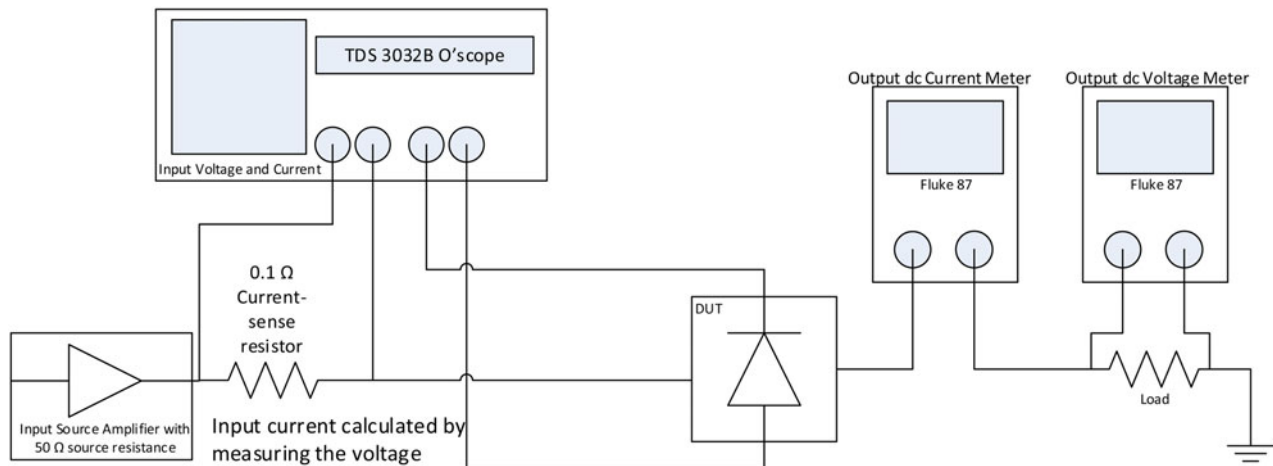 TDS 3032B O'scope
Input Voltage and Current
Output dc Current Meter
Fluke 87
Output dc Voltage Meter
Fluke 87
0.1 Ω
Current-
sense
resistor
DUT
Input Source Amplifier with
50 Ω source resistance
Input current calculated by
measuring the voltage
Load